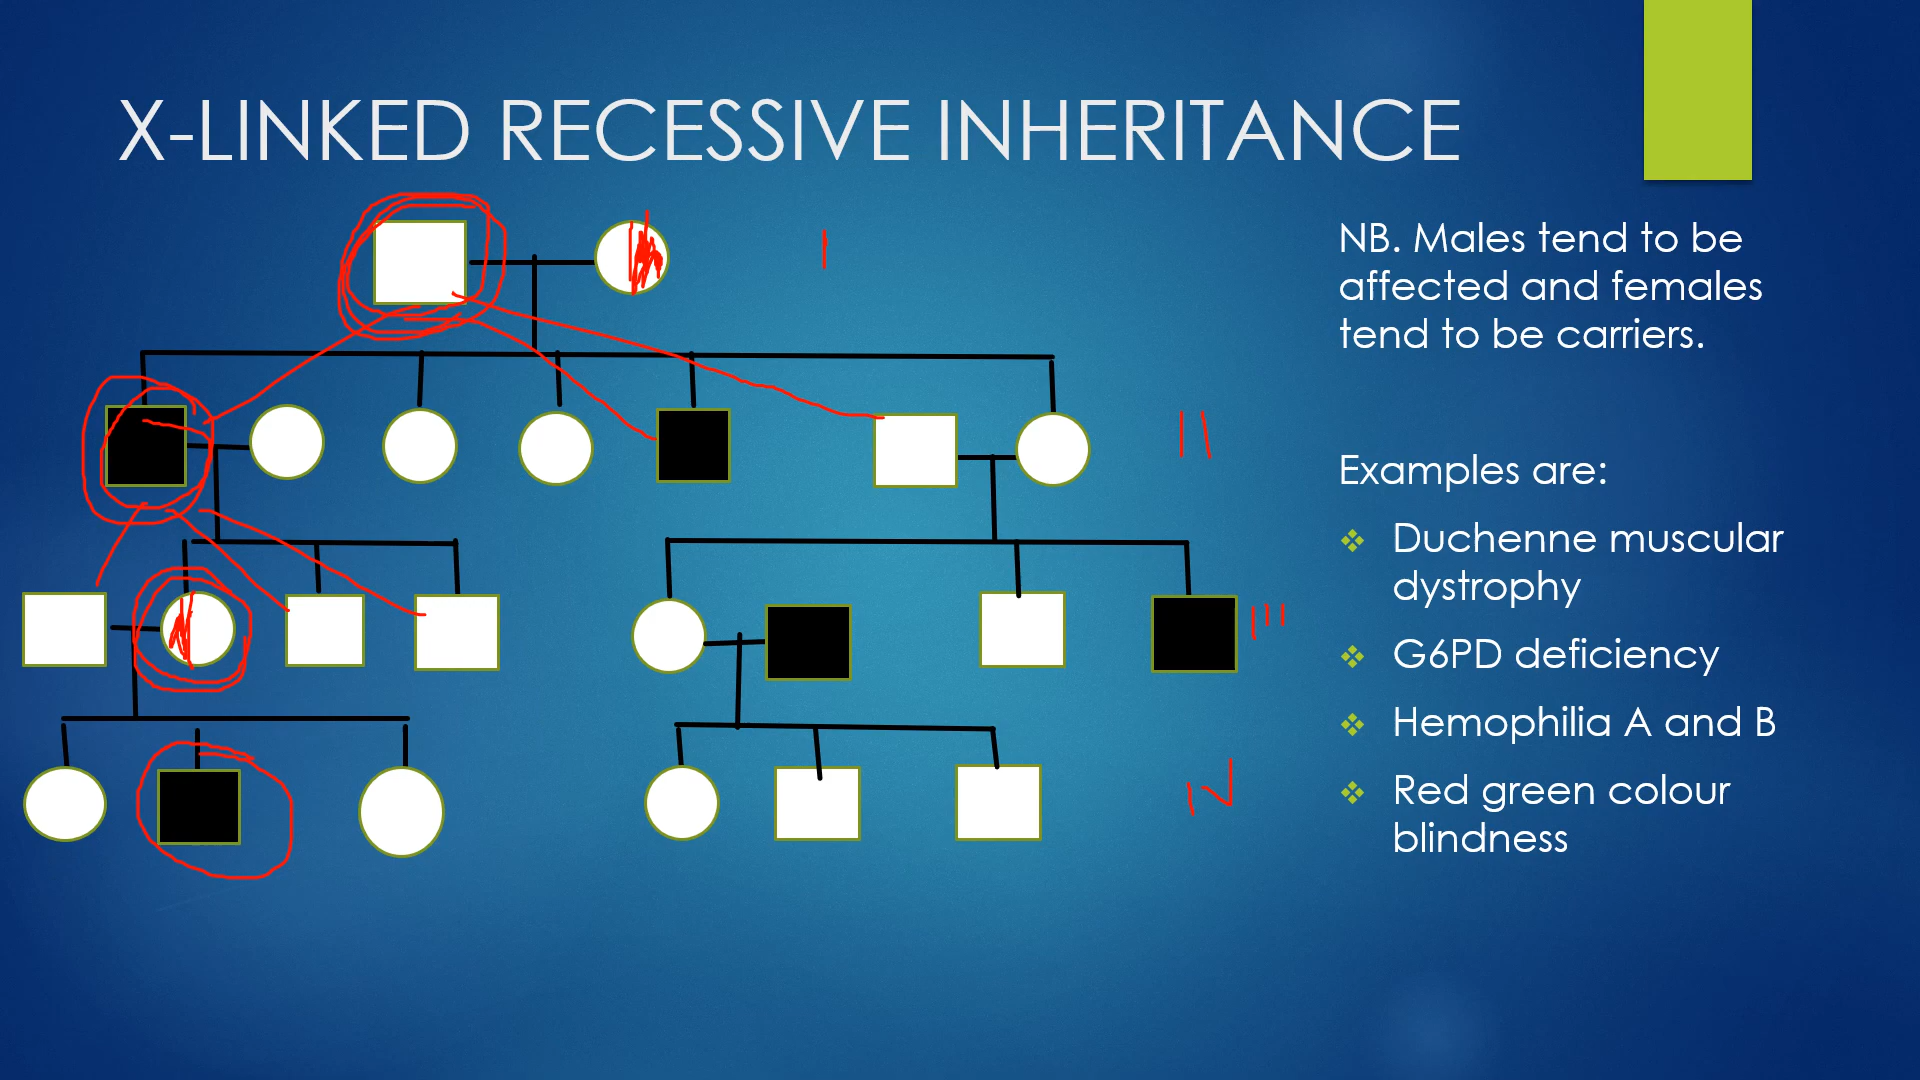 X-LINKED RECESSIVE INHERITANCE
I
II
III
IV
NB. Males tend to be
affected and females
tend to be carriers.
Examples are:
❖ Duchenne muscular
dystrophy
❖ G6PD deficiency
❖ Hemophilia A and B
❖ Red green colour
blindness